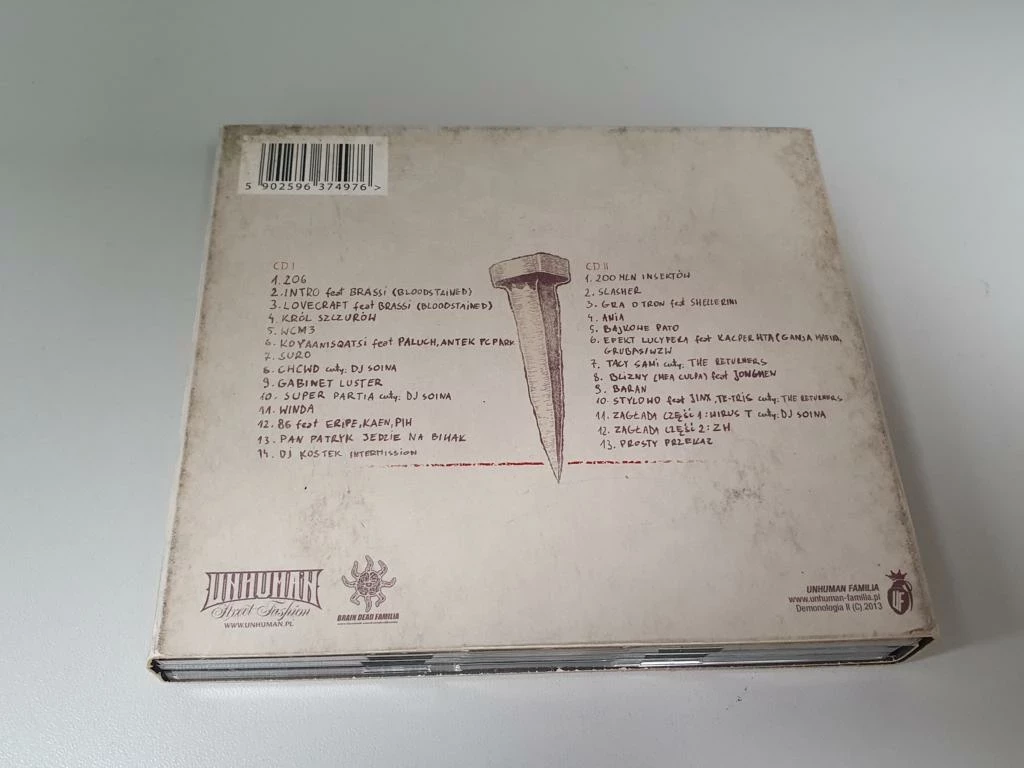 5 902596 374976 >
CD I
1. 206
2. INTRO feat BRASSI (BLOODSTAINED)
3. LOVECRAFT feat BRASSI (BLOODSTAINED)
4. KRÓL SZCZURÓW
5. WCM3
6. KOYAANISQATSI feat PALUCH, ANTEK PCPARK
7. SURO
8. CHCWD cuty: DJ SOINA
9. GABINET LUSTER
10. SUPER PARTIA cuty: DJ SOINA
11. WINDA
12. 86 feat ERIPE, KAEN, PIH
13. PAN PATRYK JEDZIE NA BIHAK
14. DJ KOSTEK INTERMISSION
CD II
1. 200 MLN INSEKTÓW
2. SLASHER
3. GRA O TRON feat SHELLERINI
4. ANIA
5. BAJKOWE PATO
6. EFEKT LUCYFERA feat KACPER HTA (GANJA MAFIA),
GRUBAS/WZW
7. TACY SAMI cuty: THE RETURNERS
8. BLIZNY (MEA CULPA) feat JONGMEN
9. BARAN
10. STYLOWO feat JINX, TE-TRIS cuty: THE RETURNERS
11. ZAGŁADA CZĘŚĆ 1: WIRUS T cuty: DJ SOINA
12. ZAGŁADA CZĘŚĆ 2: ZH
13. PROSTY PRZEKAZ
UNHUMAN
Street Fashion
WWW.UNHUMAN.PL
BRAIN DEAD FAMILIA
UNHUMAN FAMILIA
www.unhuman-familia.pl
Demonologia II (C) 2013
UF